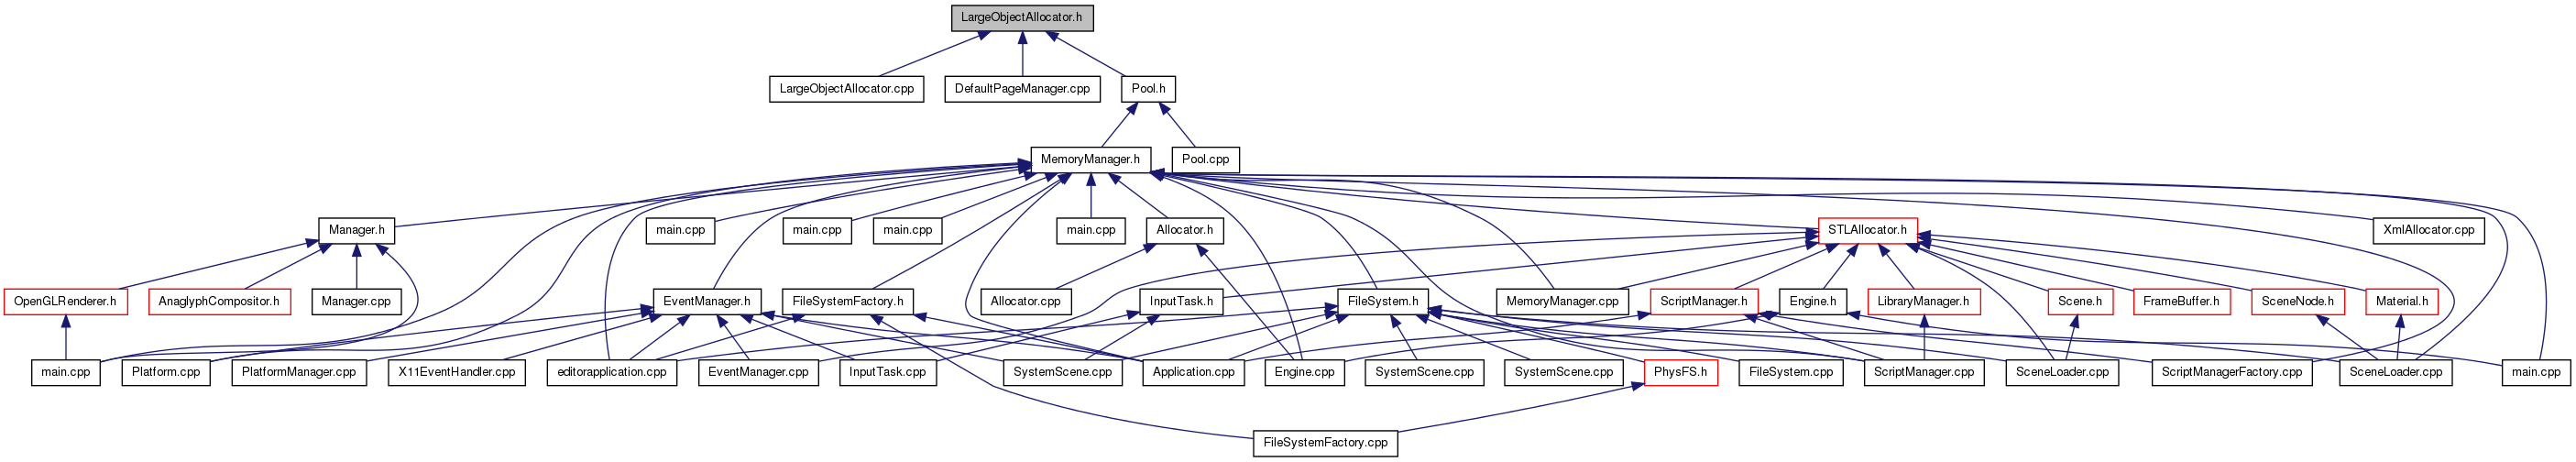 LargeObjectAllocator.h
LargeObjectAllocator.cpp
DefaultPageManager.cpp
Pool.h
MemoryManager.h
Pool.cpp
Manager.h
main.cpp
main.cpp
main.cpp
main.cpp
Allocator.h
STLAllocator.h
XmlAllocator.cpp
OpenGLRenderer.h
AnaglyphCompositor.h
Manager.cpp
EventManager.h
FileSystemFactory.h
Allocator.cpp
InputTask.h
FileSystem.h
MemoryManager.cpp
ScriptManager.h
Engine.h
LibraryManager.h
Scene.h
FrameBuffer.h
SceneNode.h
Material.h
main.cpp
Platform.cpp
PlatformManager.cpp
X11EventHandler.cpp
editorapplication.cpp
EventManager.cpp
InputTask.cpp
SystemScene.cpp
Application.cpp
Engine.cpp
SystemScene.cpp
SystemScene.cpp
PhysFS.h
FileSystem.cpp
ScriptManager.cpp
SceneLoader.cpp
ScriptManagerFactory.cpp
SceneLoader.cpp
main.cpp
FileSystemFactory.cpp